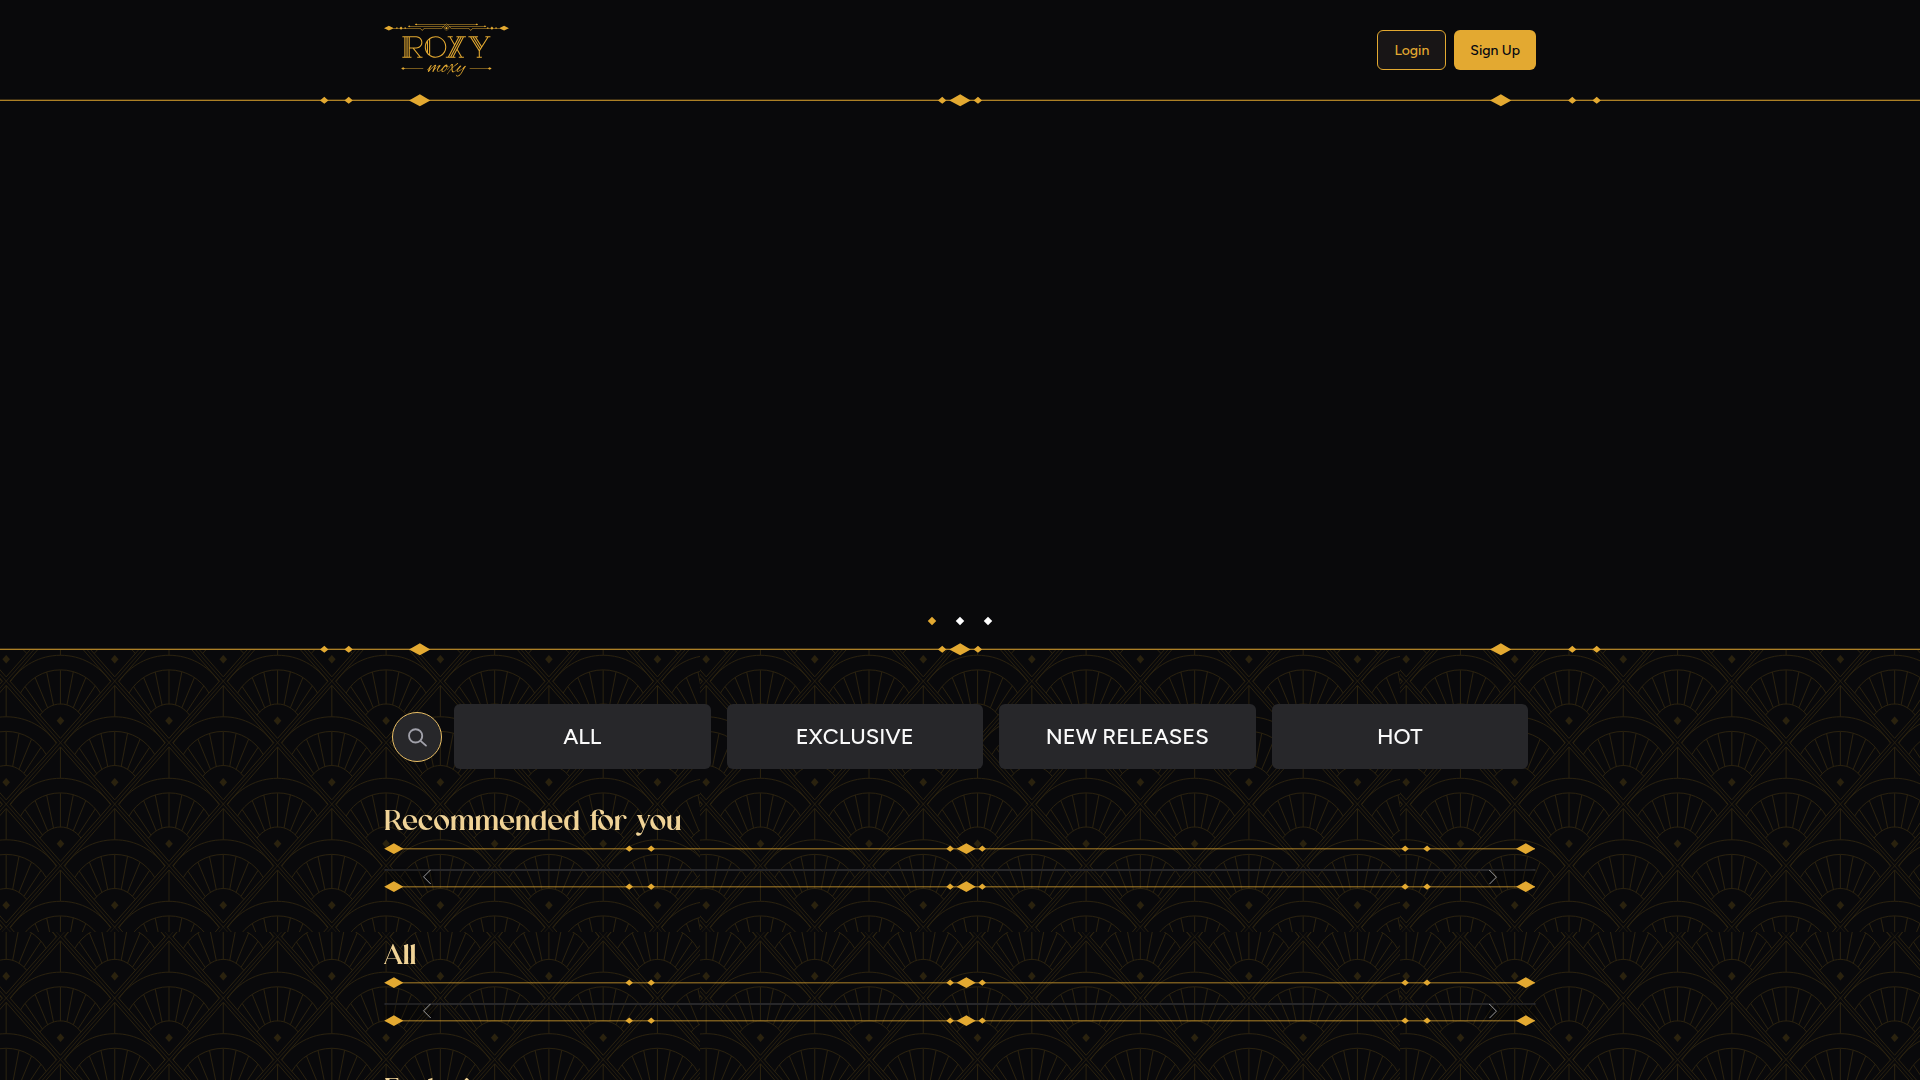 ROXY
moxy
Login
Sign Up
ALL
EXCLUSIVE
NEW RELEASES
HOT
Recommended for you
All